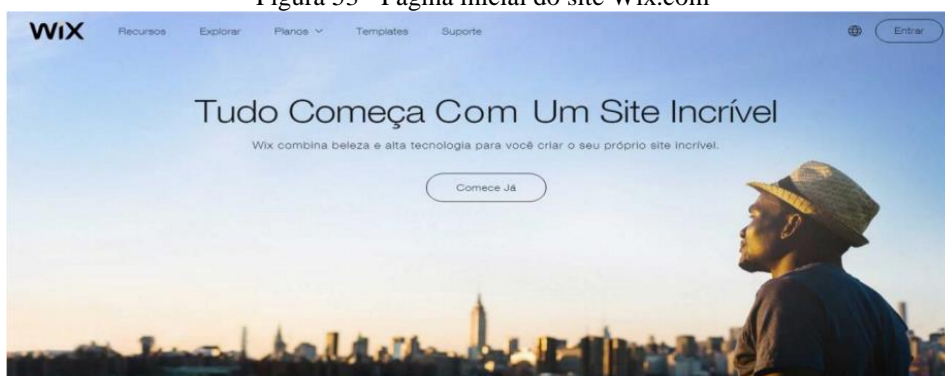 Figura 53 - Página inicial do site Wix.com
WiX Recursos Explorar Planos Templates Suporte Entrar
Tudo Começa Com Um Site Incrível
Wix combina beleza e alta tecnologia para você criar o seu próprio site incrível.
Comece Já